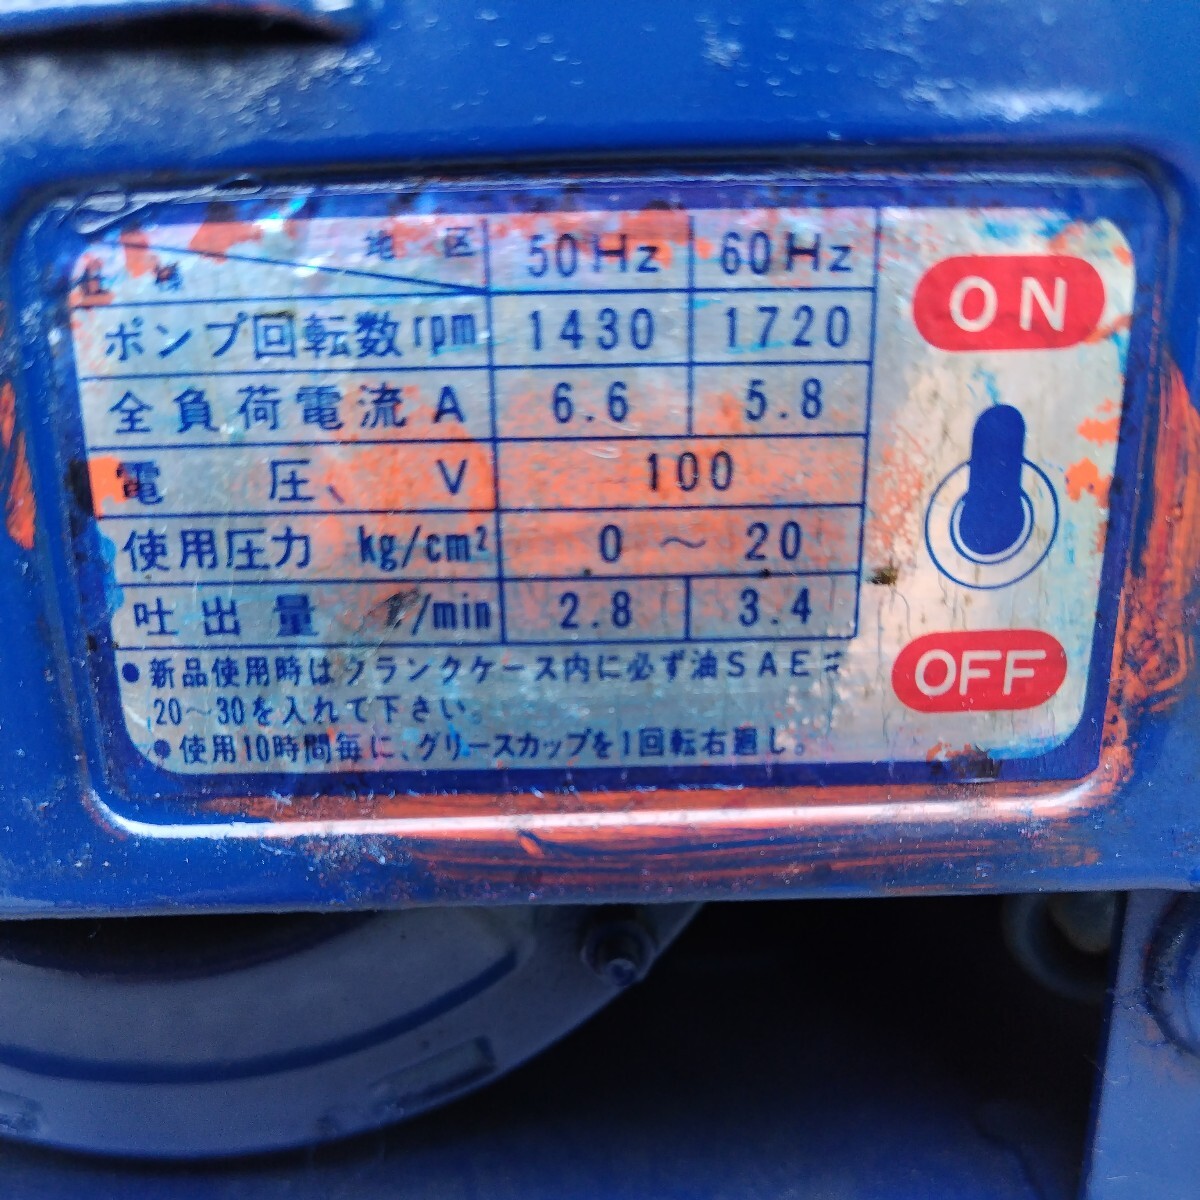 地区 50Hz 60Hz
仕様
ポンプ回転数rpm 1430 1720
全負荷電流 A 6.6 5.8
電圧 V 100
使用圧力 kg/cm² 0～20
吐出量 ℓ/min 2.8 3.4
●新品使用時はクランクケース内に必ず油SAE#
20～30を入れて下さい。
●使用10時間毎に、グリースカップを1回転右廻し。
ON
OFF